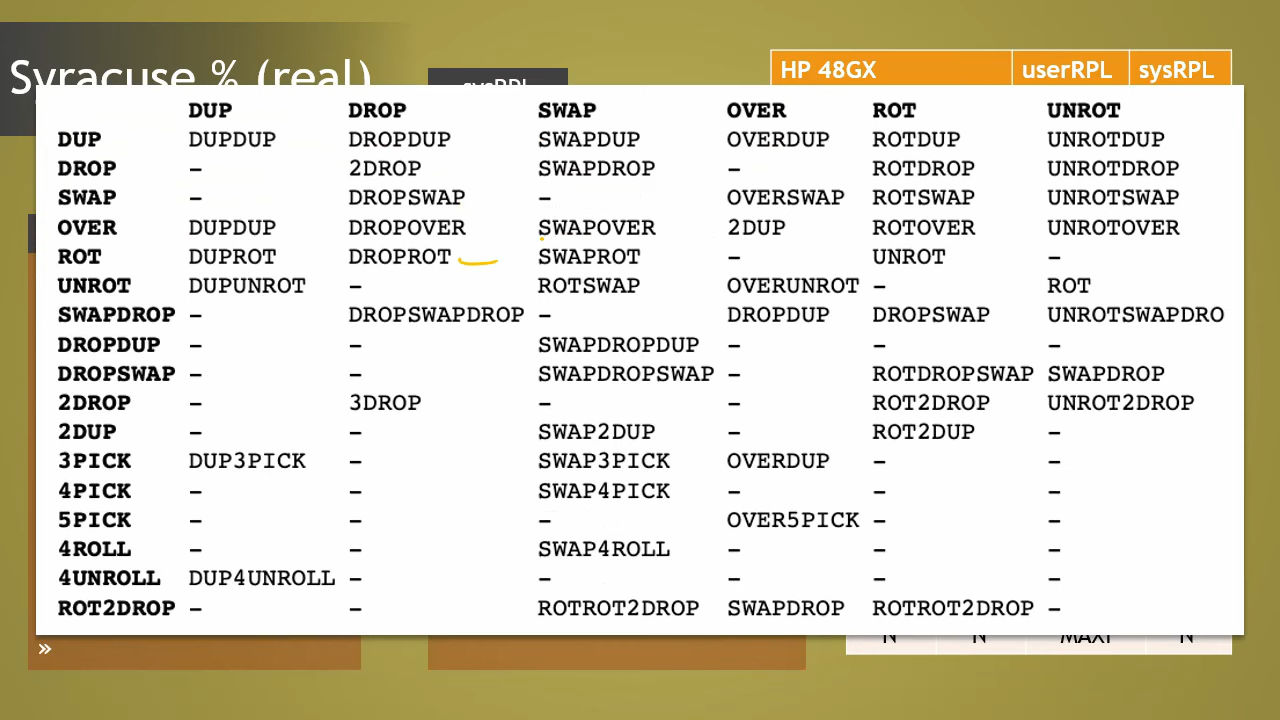 Syracuse % (real)
sysRPL
HP 48GX userRPL sysRPL
DUP DROP SWAP OVER ROT UNROT
DUP DUPDUP DROPDUP SWAPDUP OVERDUP ROTDUP UNROTDUP
DROP - 2DROP SWAPDROP - ROTDROP UNROTDROP
SWAP - DROPSWAP - OVERSWAP ROTSWAP UNROTSWAP
OVER DUPDUP DROPOVER SWAPOVER 2DUP ROTOVER UNROTOVER
ROT DUPROT DROPROT SWAPROT - UNROT -
UNROT DUPUNROT - ROTSWAP OVERUNROT - ROT
SWAPDROP - DROPSWAPDROP - DROPDUP DROPSWAP UNROTSWAPDRO
DROPDUP - - SWAPDROPDUP - - -
DROPSWAP - - SWAPDROPSWAP - ROTDROPSWAP SWAPDROP
2DROP - 3DROP - - ROT2DROP UNROT2DROP
2DUP - - SWAP2DUP - ROT2DUP -
3PICK DUP3PICK - SWAP3PICK OVERDUP - -
4PICK - - SWAP4PICK - - -
5PICK - - - OVER5PICK - -
4ROLL - - SWAP4ROLL - - -
4UNROLL DUP4UNROLL - - - - -
ROT2DROP - - ROTROT2DROP SWAPDROP ROTROT2DROP -
» N N MAXI N